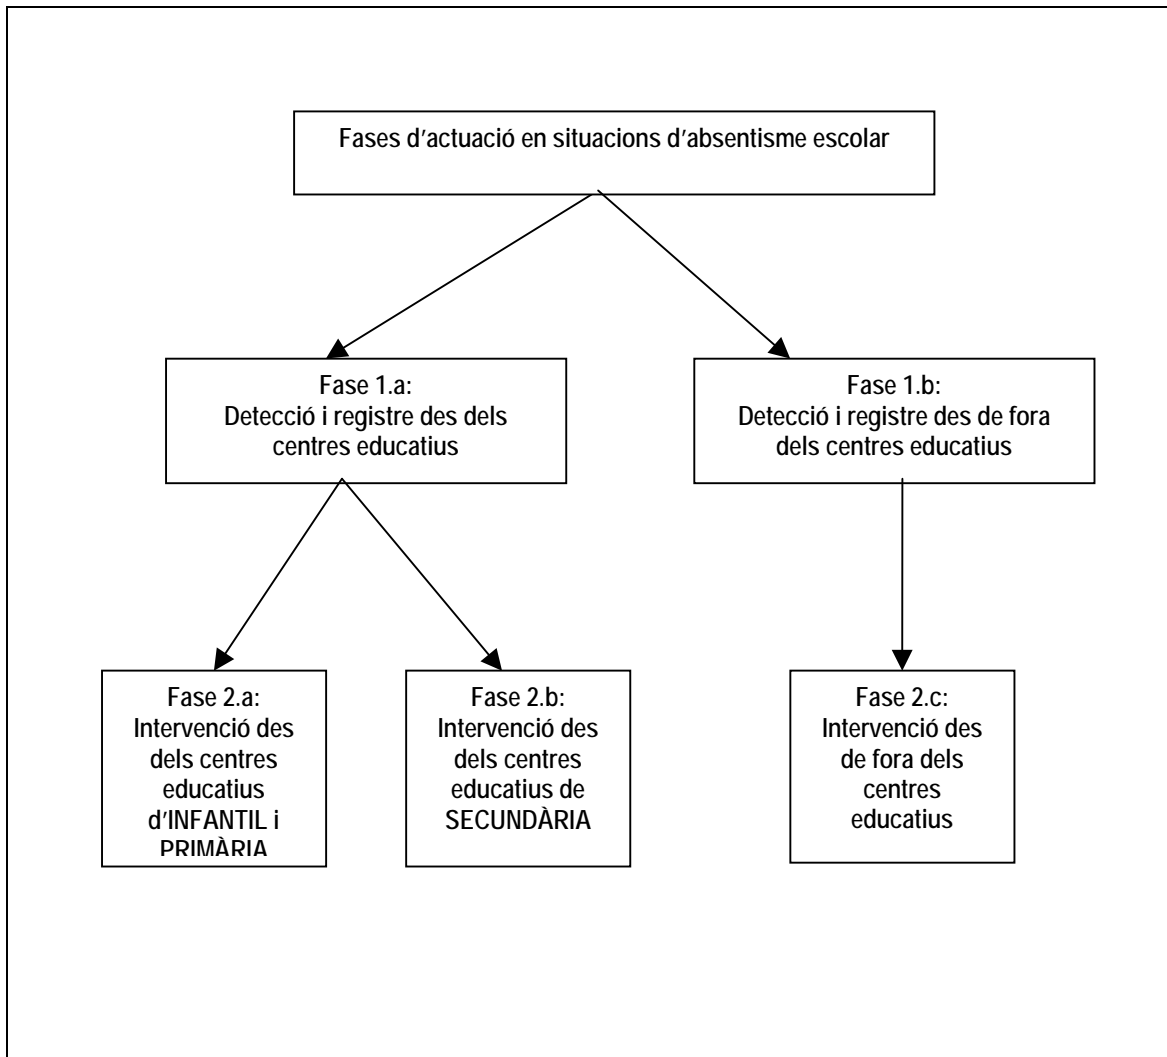 Fases d'actuació en situacions d'absentisme escolar
Fase 1.a:
Detecció i registre des dels
centres educatius
Fase 1.b:
Detecció i registre des de fora
dels centres educatius
Fase 2.a:
Intervenció des
dels centres
educatius
d'INFANTIL i
PRIMÀRIA
Fase 2.b:
Intervenció des
dels centres
educatius de
SECUNDÀRIA
Fase 2.c:
Intervenció des
de fora dels
centres
educatius